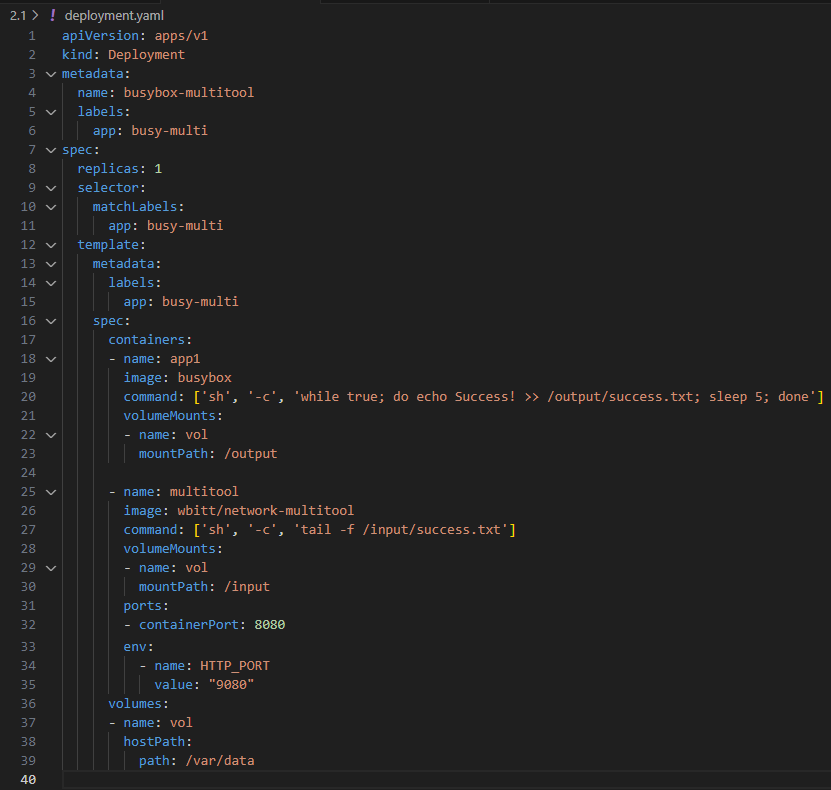 2.1 > ! deployment.yaml
1 apiVersion: apps/v1
2 kind: Deployment
3 metadata:
4   name: busybox-multitool
5   labels:
6     app: busy-multi
7 spec:
8   replicas: 1
9   selector:
10     matchLabels:
11       app: busy-multi
12   template:
13     metadata:
14       labels:
15         app: busy-multi
16     spec:
17       containers:
18       - name: app1
19         image: busybox
20         command: ['sh', '-c', 'while true; do echo Success! >> /output/success.txt; sleep 5; done']
21         volumeMounts:
22         - name: vol
23           mountPath: /output
24
25       - name: multitool
26         image: wbitt/network-multitool
27         command: ['sh', '-c', 'tail -f /input/success.txt']
28         volumeMounts:
29         - name: vol
30           mountPath: /input
31         ports:
32         - containerPort: 8080
33         env:
34           - name: HTTP_PORT
35             value: "9080"
36       volumes:
37       - name: vol
38         hostPath:
39           path: /var/data
40